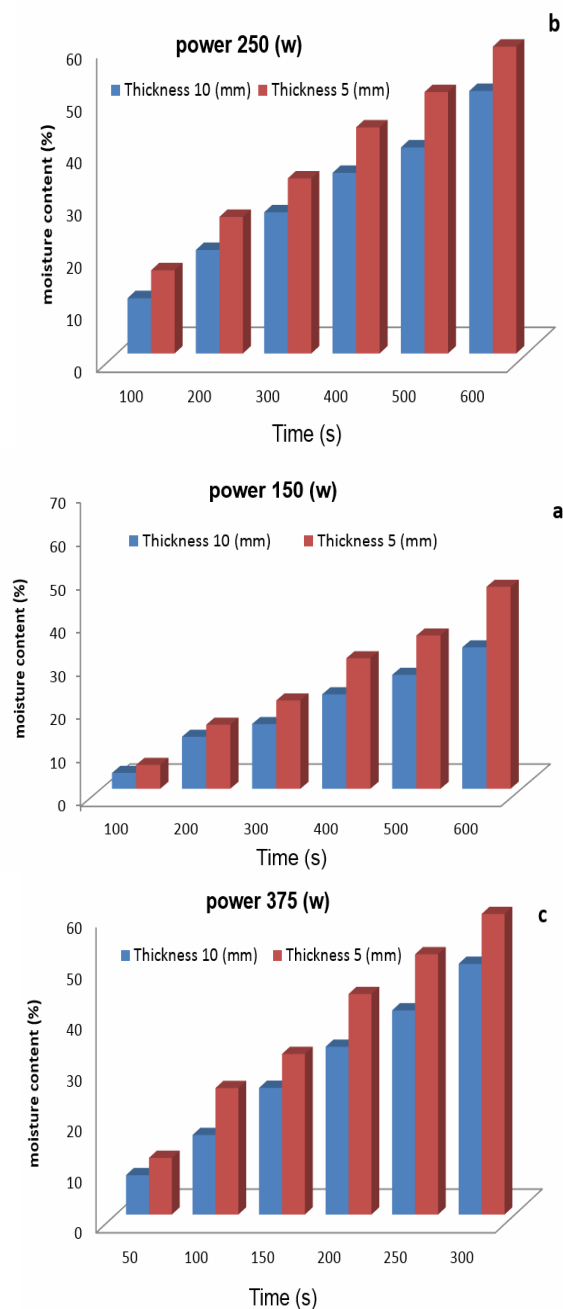 b
power 250 (w)
Thickness 10 (mm) Thickness 5 (mm)
moisture content (%)
60
50
40
30
20
10
0
100 200 300 400 500 600
Time (s)
power 150 (w)
a
Thickness 10 (mm) Thickness 5 (mm)
moisture content (%)
70
60
50
40
30
20
10
0
100 200 300 400 500 600
Time (s)
power 375 (w)
c
Thickness 10 (mm) Thickness 5 (mm)
moisture content (%)
60
50
40
30
20
10
0
50 100 150 200 250 300
Time (s)